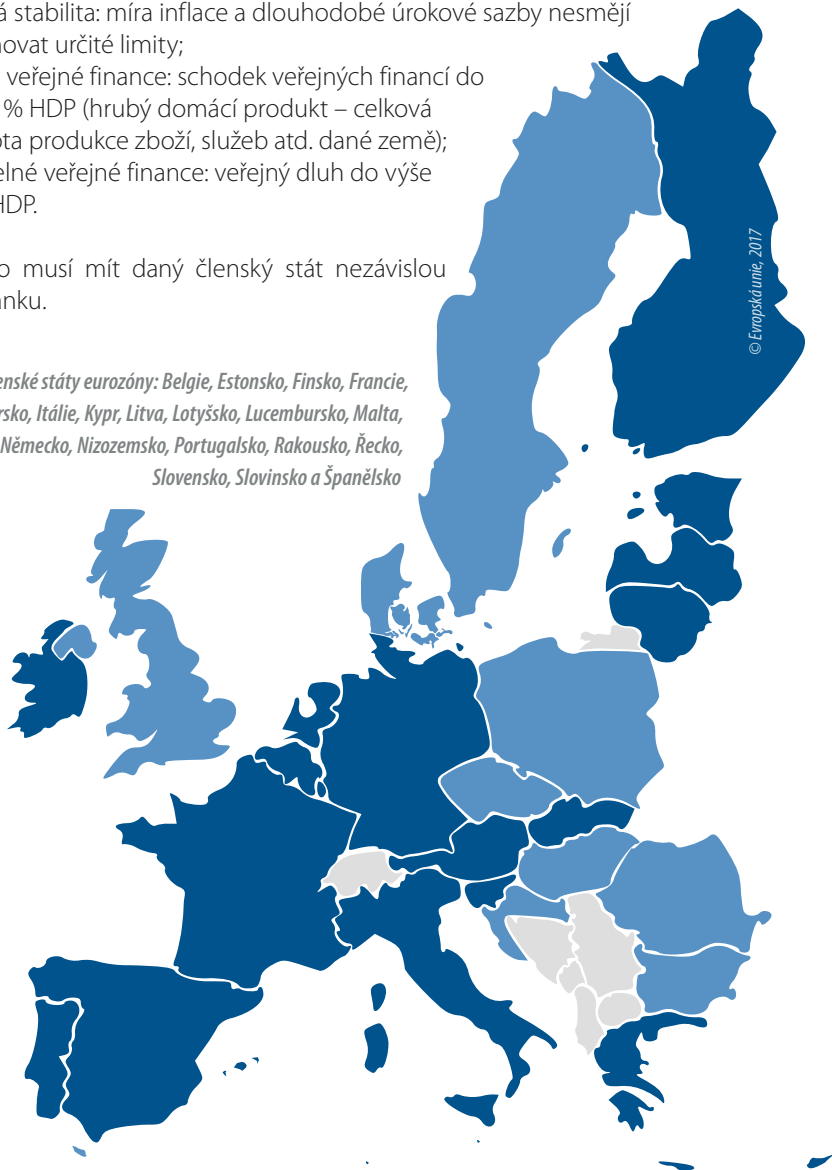 á stabilita: míra inflace a dlouhodobé úrokové sazby nesmějí
ovat určité limity;
veřejné finance: schodek veřejných financí do
% HDP (hrubý domácí produkt – celková
ta produkce zboží, služeb atd. dané země);
elné veřejné finance: veřejný dluh do výše
HDP.
o musí mít daný členský stát nezávislou
nku.
enské státy eurozóny: Belgie, Estonsko, Finsko, Francie,
rsko, Itálie, Kypr, Litva, Lotyšsko, Lucembursko, Malta,
Německo, Nizozemsko, Portugalsko, Rakousko, Řecko,
Slovensko, Slovinsko a Španělsko
© Evropská unie, 2017